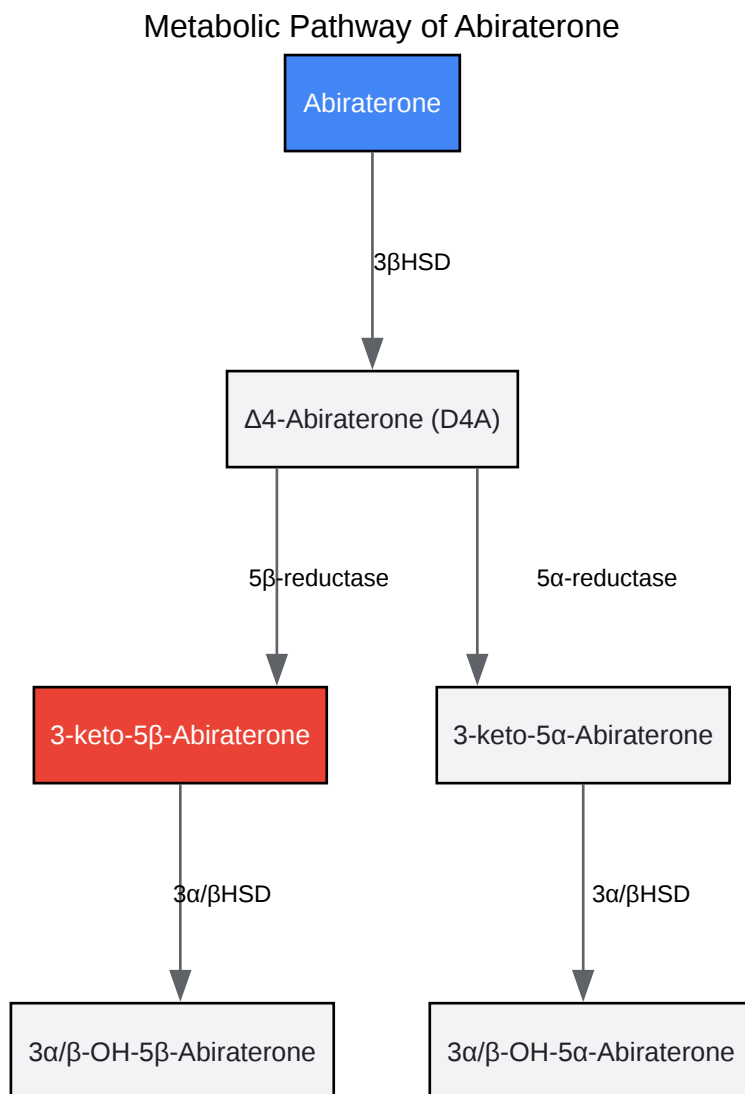 Metabolic Pathway of Abiraterone
Abiraterone
3βHSD
Δ4-Abiraterone (D4A)
5β-reductase
5α-reductase
3-keto-5β-Abiraterone
3-keto-5α-Abiraterone
3α/βHSD
3α/βHSD
3α/β-OH-5β-Abiraterone
3α/β-OH-5α-Abiraterone